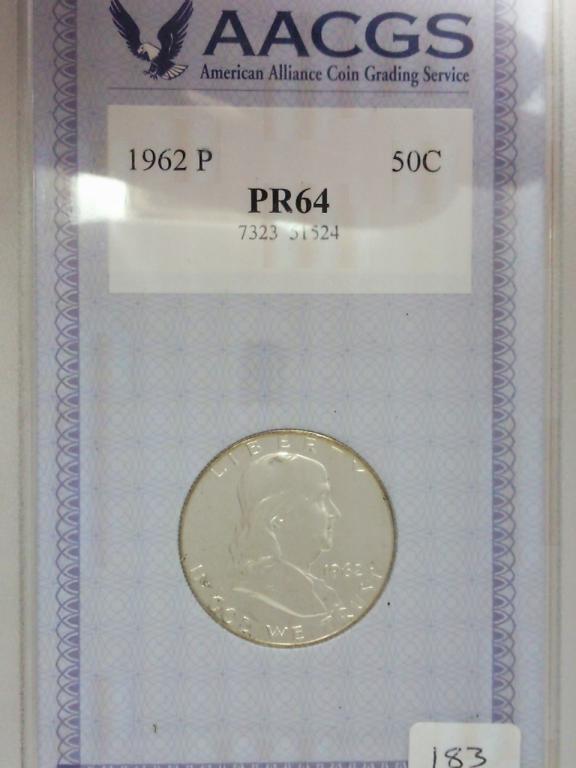 AACGS
American Alliance Coin Grading Service
1962 P 50C
PR64
7323 51524
LIBERTY
1962
IN GOD WE TRUST
183